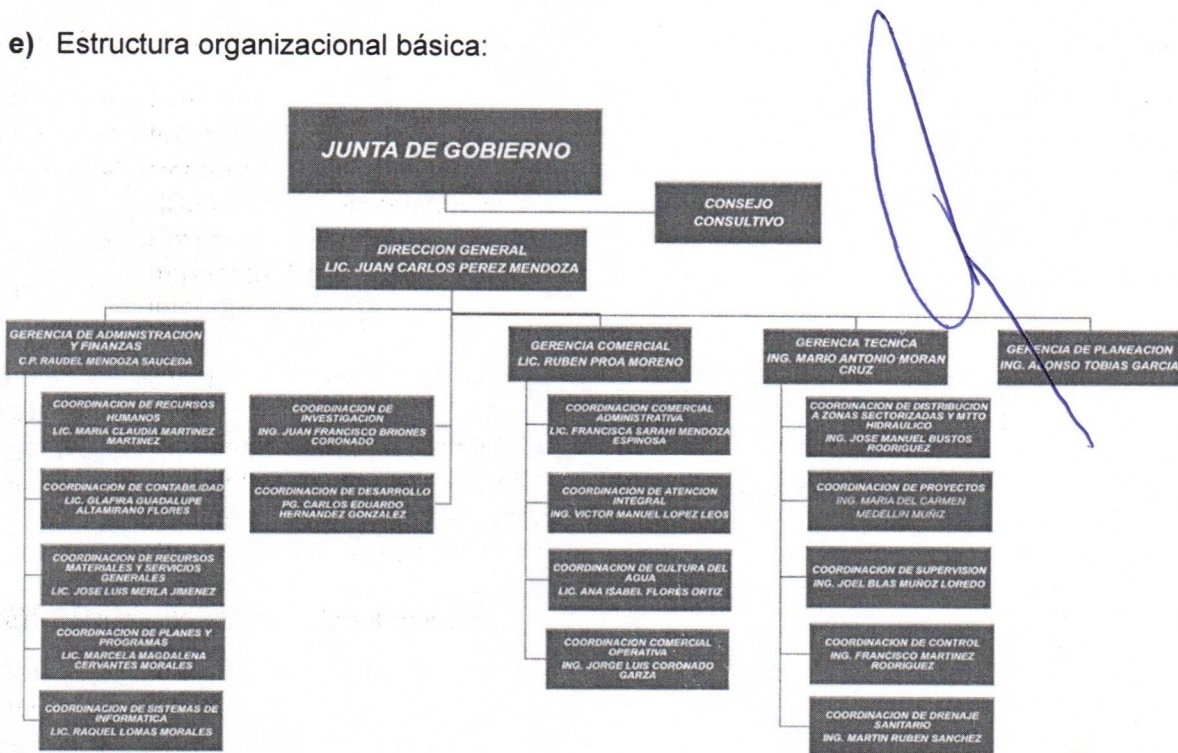 e) Estructura organizacional básica:
JUNTA DE GOBIERNO
CONSEJO
CONSULTIVO
DIRECCION GENERAL
LIC. JUAN CARLOS PEREZ MENDOZA
GERENCIA DE ADMINISTRACION
Y FINANZAS
C.P. RAUDEL MENDOZA SAUCEDA
GERENCIA COMERCIAL
LIC. RUBEN PROA MORENO
GERENCIA TECNICA
ING. MARIO ANTONIO MORAN
CRUZ
GERENCIA DE PLANEACION
ING. ALONSO TOBIAS GARCIA
COORDINACION DE RECURSOS
HUMANOS
LIC. MARIA CLAUDIA MARTINEZ
MARTINEZ
COORDINACION DE CONTABILIDAD
LIC. GLAFIRA GUADALUPE
ALTAMIRANO FLORES
COORDINACION DE RECURSOS
MATERIALES Y SERVICIOS
GENERALES
LIC. JOSE LUIS MERLA JIMENEZ
COORDINACION DE PLANES Y
PROGRAMAS
LIC. MARCELA MAGDALENA
CERVANTES MORALES
COORDINACION DE SISTEMAS DE
INFORMATICA
LIC. RAQUEL LOMAS MORALES
COORDINACION DE
INVESTIGACION
ING. JUAN FRANCISCO BRIONES
CORONADO
COORDINACION DE DESARROLLO
PG. CARLOS EDUARDO
HERNANDEZ GONZALEZ
COORDINACION COMERCIAL
ADMINISTRATIVA
LIC. FRANCISCA SARAHI MENDOZA
ESPINOSA
COORDINACION DE ATENCION
INTEGRAL
ING. VICTOR MANUEL LOPEZ LEOS
COORDINACION DE CULTURA DEL
AGUA
LIC. ANA ISABEL FLORES ORTIZ
COORDINACION COMERCIAL
OPERATIVA
ING. JORGE LUIS CORONADO
GARZA
COORDINACION DE DISTRIBUCION
A ZONAS SECTORIZADAS Y MTTO
HIDRAULICO
ING. JOSE MANUEL BUSTOS
RODRIGUEZ
COORDINACION DE PROYECTOS
ING. MARIA DEL CARMEN
MEDELLIN MUÑIZ
COORDINACION DE SUPERVISION
ING. JOEL BLAS MUÑOZ LOREDO
COORDINACION DE CONTROL
ING. FRANCISCO MARTINEZ
RODRIGUEZ
COORDINACION DE DRENAJE
SANITARIO
ING. MARTIN RUBEN SANCHEZ